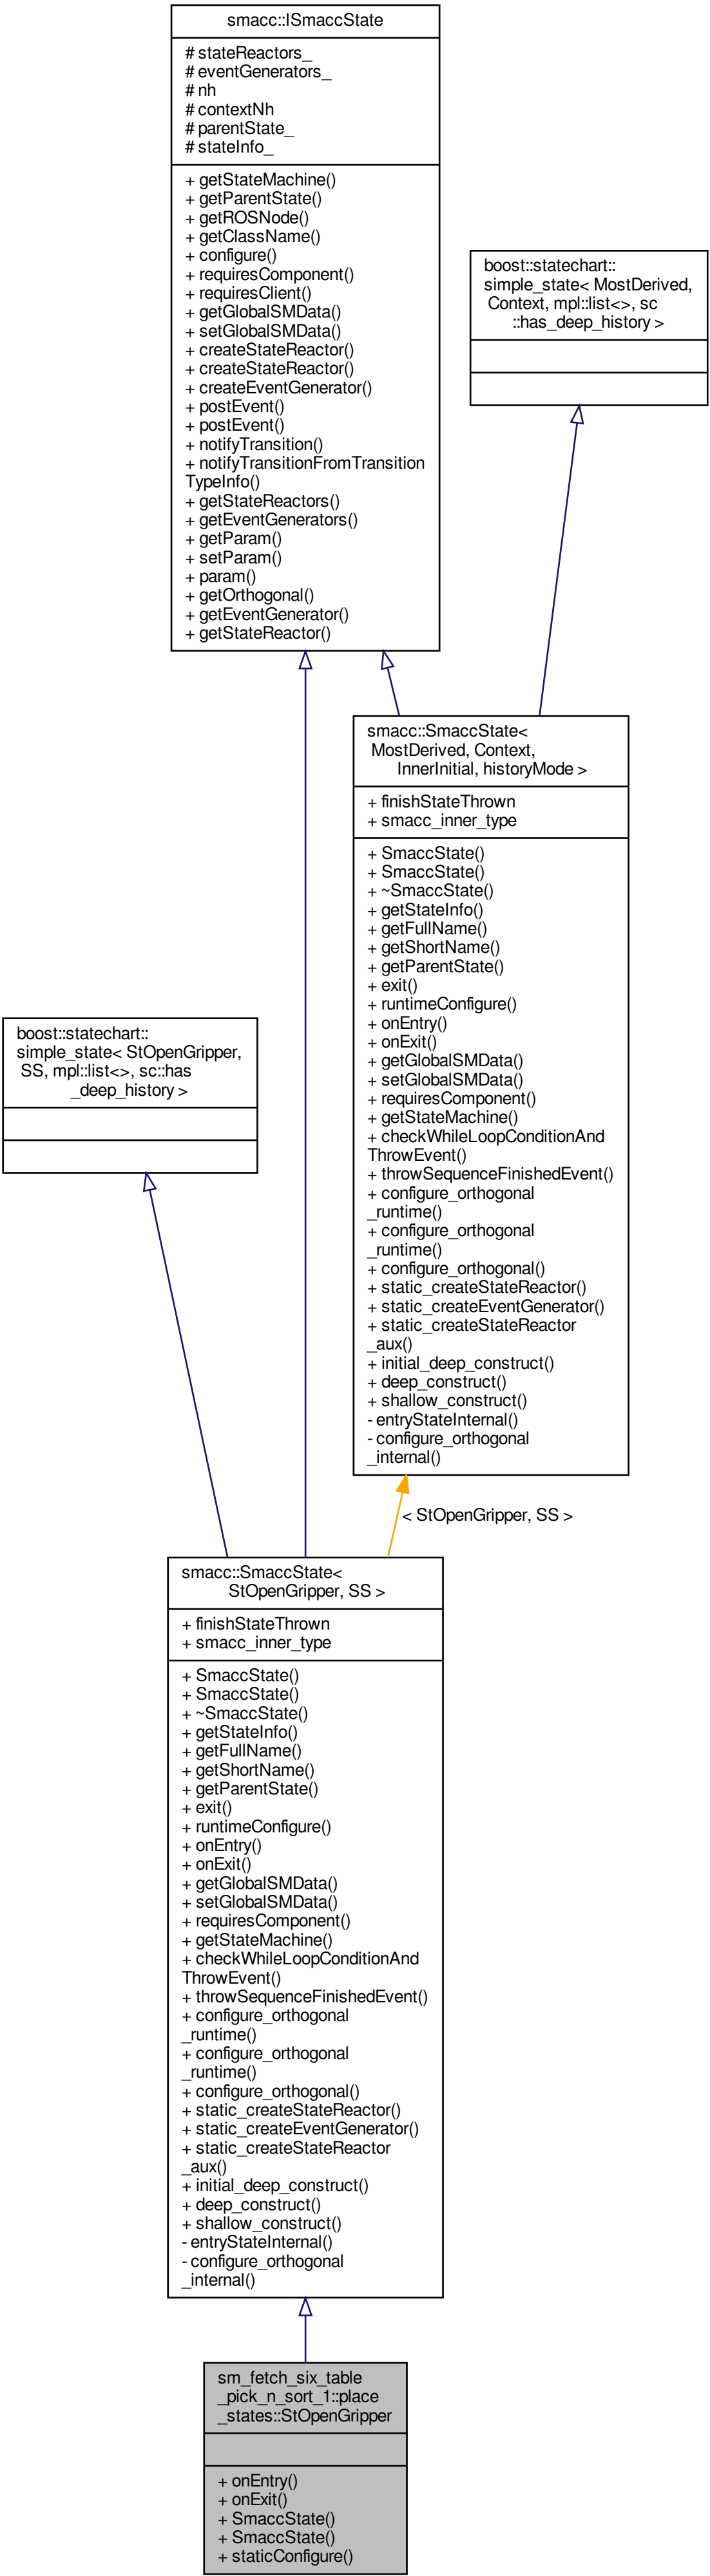 smacc::ISmaccState
# stateReactors_
# eventGenerators_
# nh
# contextNh
# parentState_
# stateInfo_
+ getStateMachine()
+ getParentState()
+ getROSNode()
+ getClassName()
+ configure()
+ requiresComponent()
+ requiresClient()
+ getGlobalSMData()
+ setGlobalSMData()
+ createStateReactor()
+ createStateReactor()
+ createEventGenerator()
+ postEvent()
+ postEvent()
+ notifyTransition()
+ notifyTransitionFromTransition
TypeInfo()
+ getStateReactors()
+ getEventGenerators()
+ getParam()
+ setParam()
+ param()
+ getOrthogonal()
+ getEventGenerator()
+ getStateReactor()
boost::statechart::
simple_state< MostDerived,
Context, mpl::list<>, sc
::has_deep_history >
smacc::SmaccState<
MostDerived, Context,
InnerInitial, historyMode >
+ finishStateThrown
+ smacc_inner_type
+ SmaccState()
+ SmaccState()
+ ~SmaccState()
+ getStateInfo()
+ getFullName()
+ getShortName()
+ getParentState()
+ exit()
+ runtimeConfigure()
+ onEntry()
+ onExit()
+ getGlobalSMData()
+ setGlobalSMData()
+ requiresComponent()
+ getStateMachine()
+ checkWhileLoopConditionAnd
ThrowEvent()
+ throwSequenceFinishedEvent()
+ configure_orthogonal
_runtime()
+ configure_orthogonal
_runtime()
+ configure_orthogonal()
+ static_createStateReactor()
+ static_createEventGenerator()
+ static_createStateReactor
_aux()
+ initial_deep_construct()
+ deep_construct()
+ shallow_construct()
- entryStateInternal()
- configure_orthogonal
_internal()
boost::statechart::
simple_state< StOpenGripper,
SS, mpl::list<>, sc::has
_deep_history >
< StOpenGripper, SS >
smacc::SmaccState<
StOpenGripper, SS >
+ finishStateThrown
+ smacc_inner_type
+ SmaccState()
+ SmaccState()
+ ~SmaccState()
+ getStateInfo()
+ getFullName()
+ getShortName()
+ getParentState()
+ exit()
+ runtimeConfigure()
+ onEntry()
+ onExit()
+ getGlobalSMData()
+ setGlobalSMData()
+ requiresComponent()
+ getStateMachine()
+ checkWhileLoopConditionAnd
ThrowEvent()
+ throwSequenceFinishedEvent()
+ configure_orthogonal
_runtime()
+ configure_orthogonal
_runtime()
+ configure_orthogonal()
+ static_createStateReactor()
+ static_createEventGenerator()
+ static_createStateReactor
_aux()
+ initial_deep_construct()
+ deep_construct()
+ shallow_construct()
- entryStateInternal()
- configure_orthogonal
_internal()
sm_fetch_six_table
_pick_n_sort_1::place
_states::StOpenGripper
+ onEntry()
+ onExit()
+ SmaccState()
+ SmaccState()
+ staticConfigure()